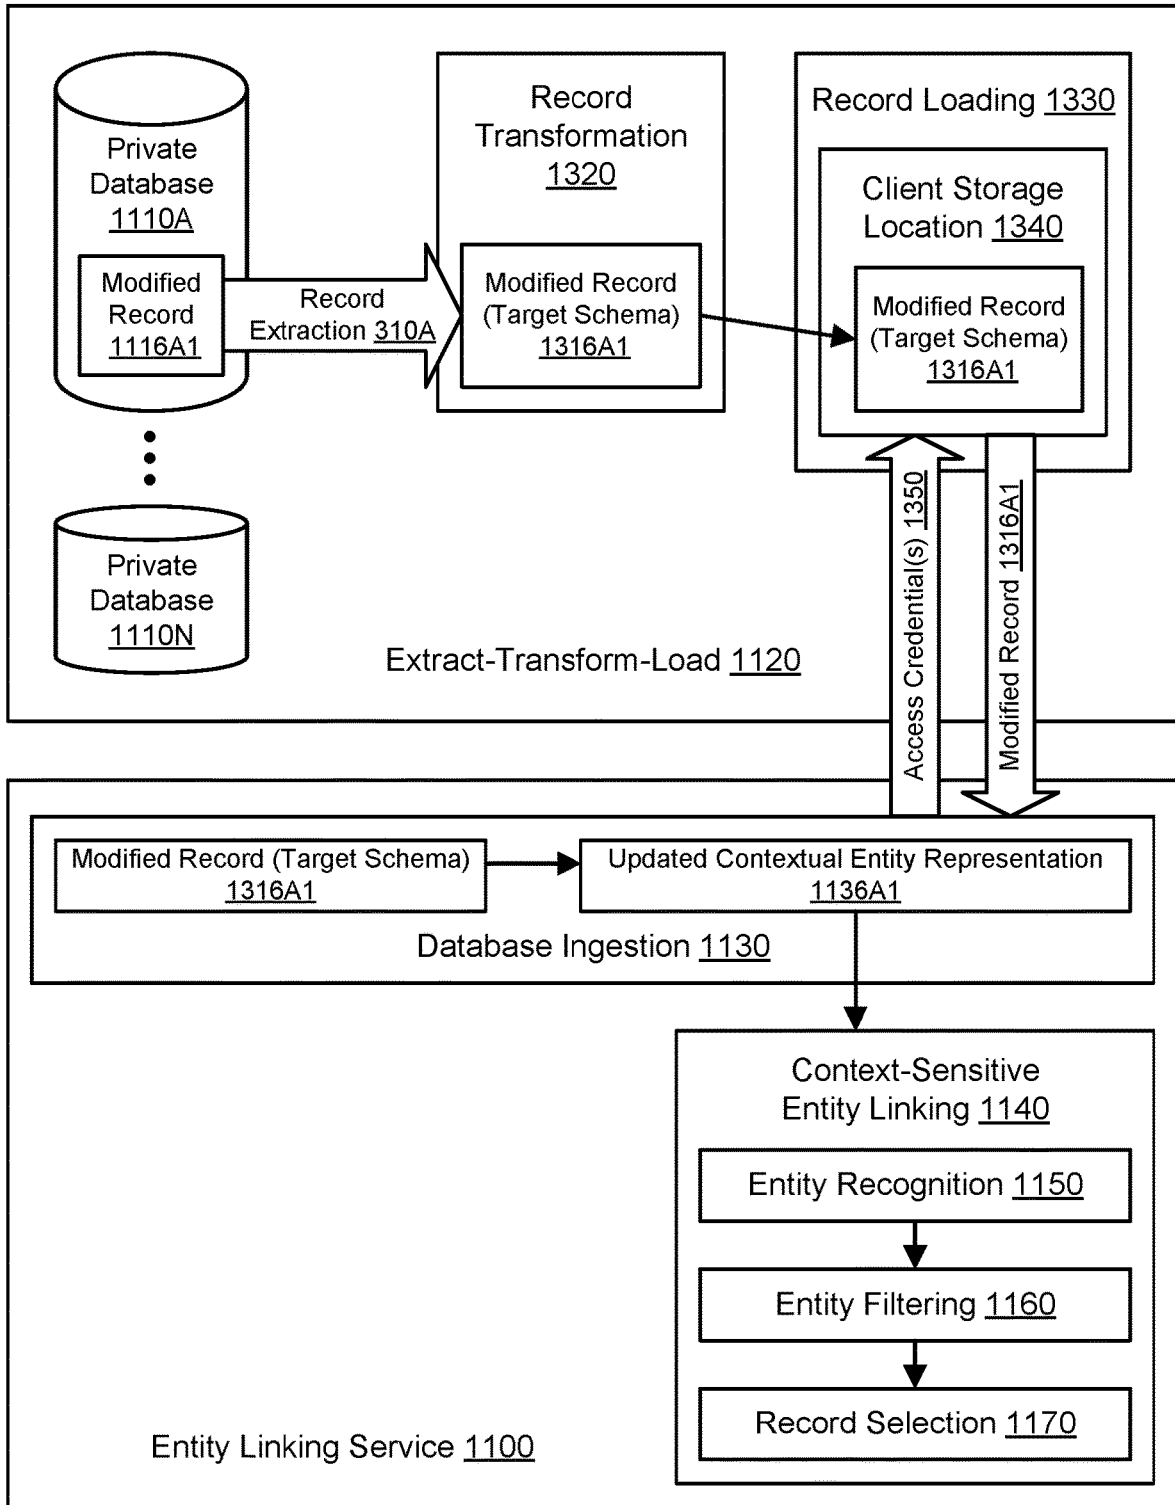 Private
Database
1110A
Modified
Record
1116A1
Record
Extraction 310A
Record
Transformation
1320
Modified Record
(Target Schema)
1316A1
Record Loading 1330
Client Storage
Location 1340
Modified Record
(Target Schema)
1316A1
Private
Database
1110N
Extract-Transform-Load 1120
Access Credential(s) 1350
Modified Record 1316A1
Modified Record (Target Schema)
1316A1
Updated Contextual Entity Representation
1136A1
Database Ingestion 1130
Context-Sensitive
Entity Linking 1140
Entity Recognition 1150
Entity Filtering 1160
Record Selection 1170
Entity Linking Service 1100